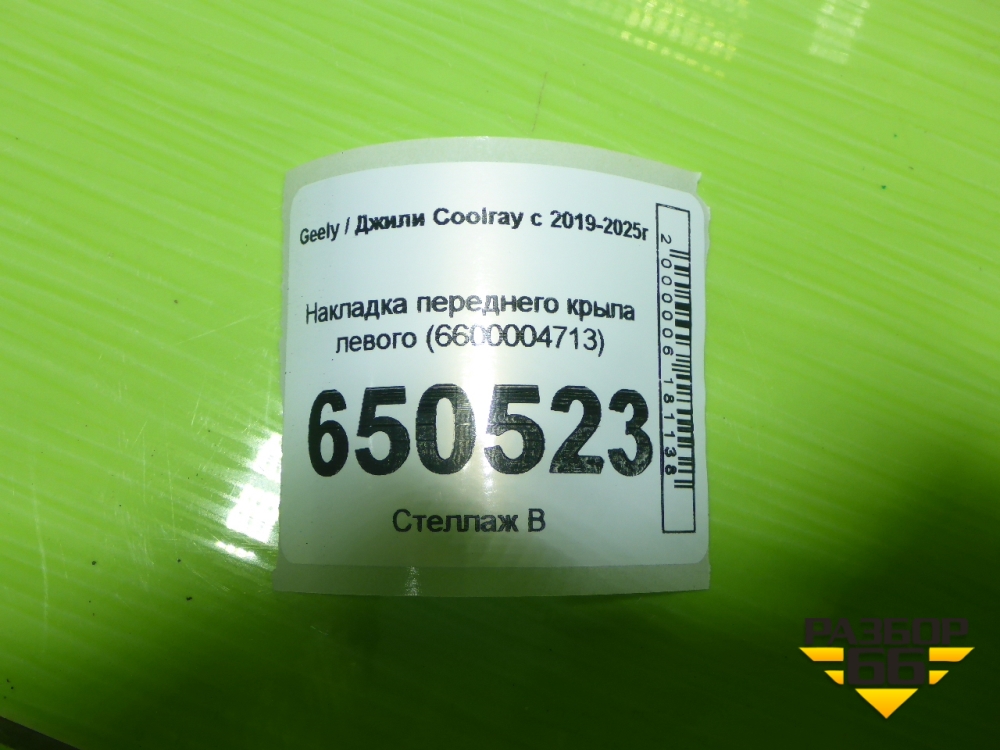 Geely / Джили Coolray с 2019-2025г
Накладка переднего крыла
левого (6600004713)
650523
Стеллаж В
2000006181138
РАЗБОР
66